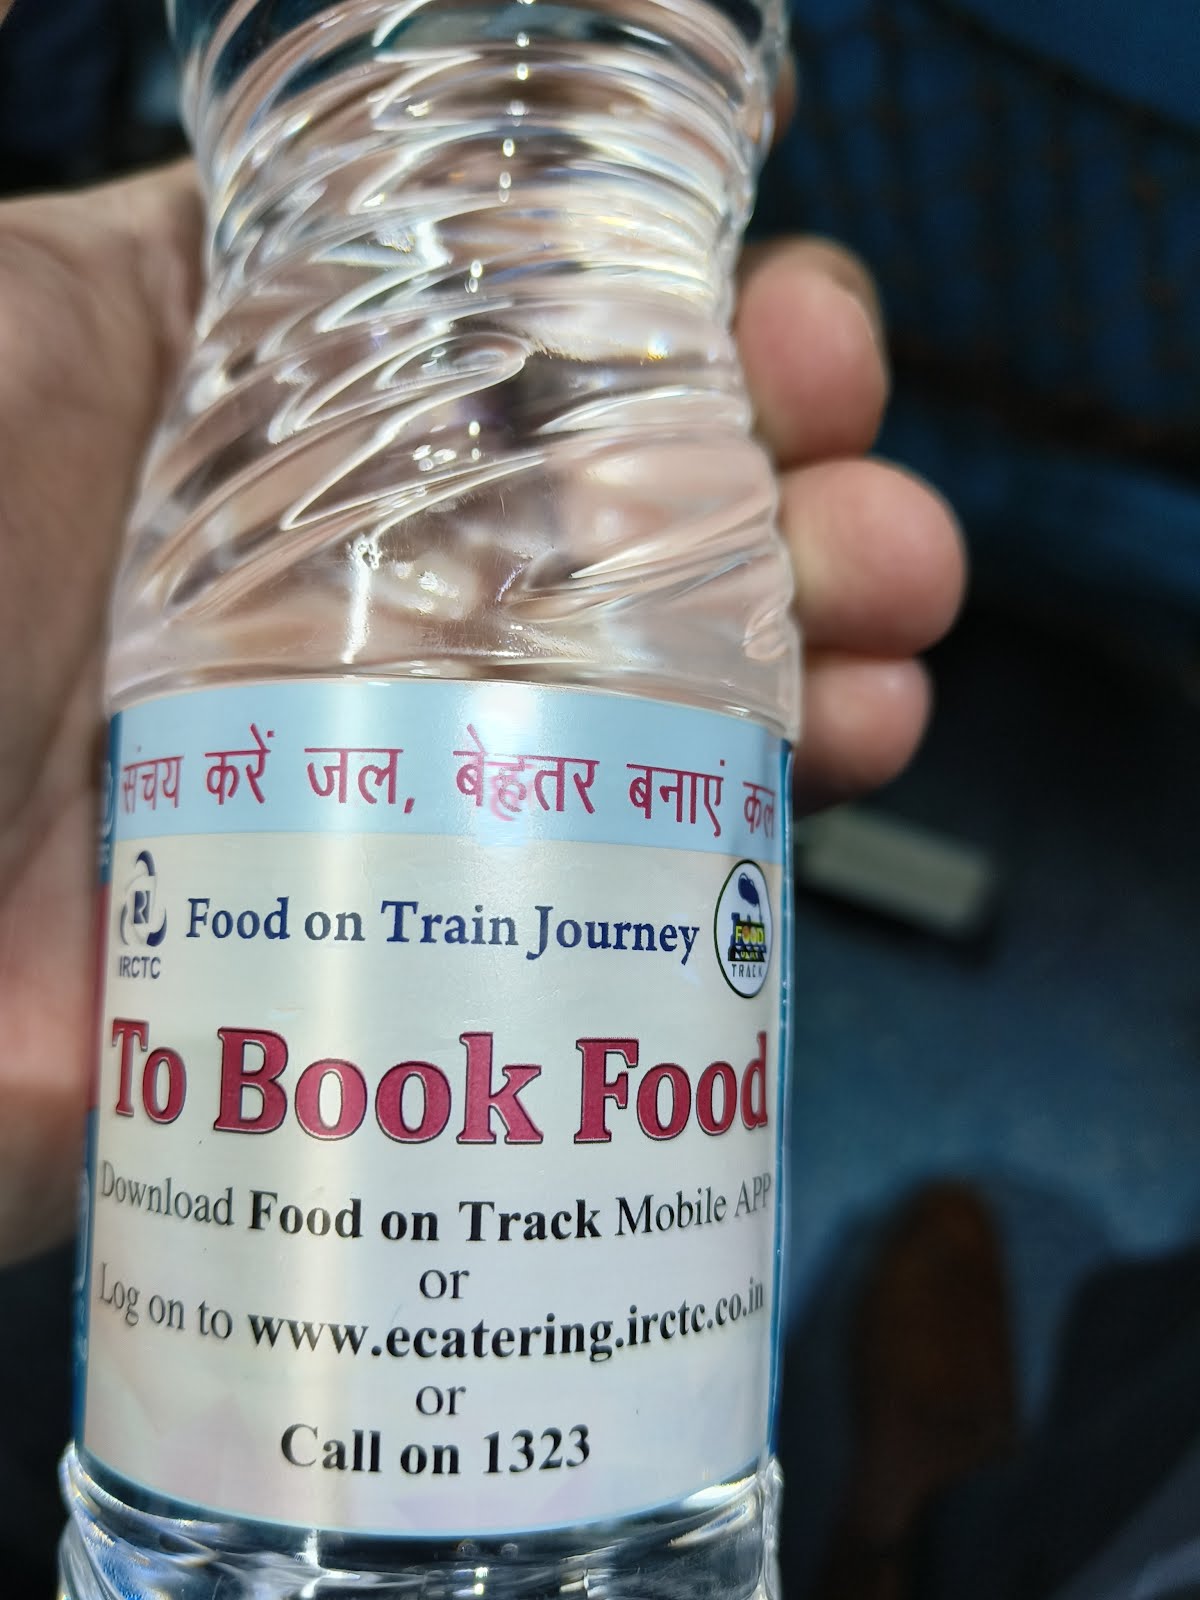 संचय करें जल, बेहतर बनाएं कल
IRCTC
Food on Train Journey
FOOD
TRACK
To Book Food
Download Food on Track Mobile APP
or
Log on to www.ecatering.irctc.co.in
or
Call on 1323